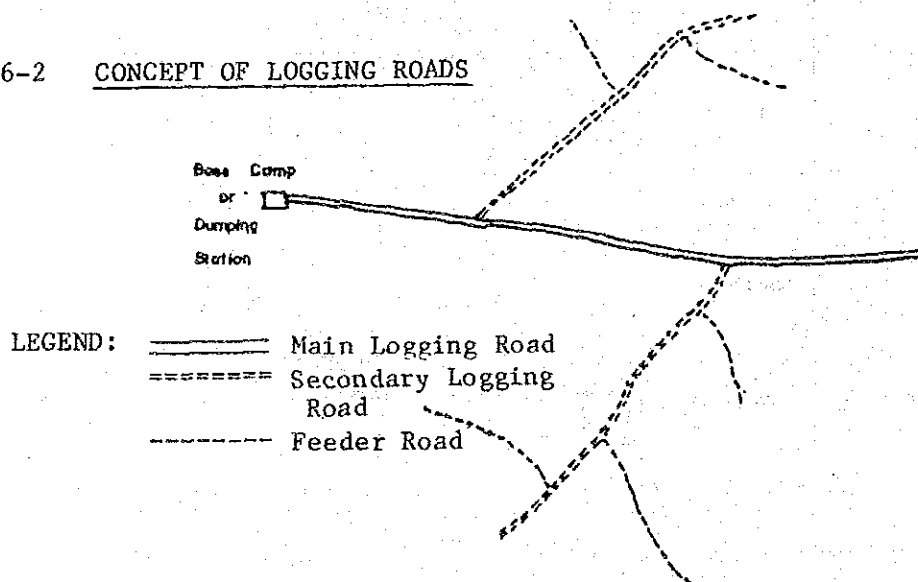 6-2 CONCEPT OF LOGGING ROADS
Base Camp
or
Dumping
Station
LEGEND:
Main Logging Road
Secondary Logging
Road
Feeder Road